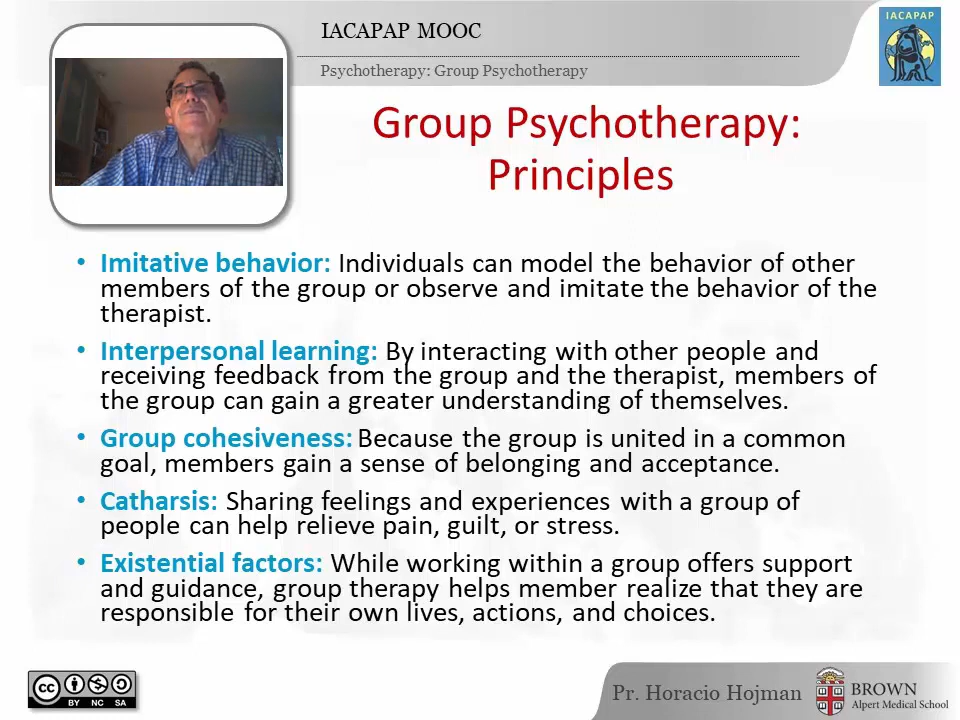 IACAPAP MOOC
Psychotherapy: Group Psychotherapy
IACAPAP
Group Psychotherapy:
Principles
• Imitative behavior: Individuals can model the behavior of other
members of the group or observe and imitate the behavior of the
therapist.
• Interpersonal learning: By interacting with other people and
receiving feedback from the group and the therapist, members of
the group can gain a greater understanding of themselves.
• Group cohesiveness: Because the group is united in a common
goal, members gain a sense of belonging and acceptance.
• Catharsis: Sharing feelings and experiences with a group of
people can help relieve pain, guilt, or stress.
• Existential factors: While working within a group offers support
and guidance, group therapy helps member realize that they are
responsible for their own lives, actions, and choices.
cc
BY NC SA
Pr. Horacio Hojman
BROWN
Alpert Medical School